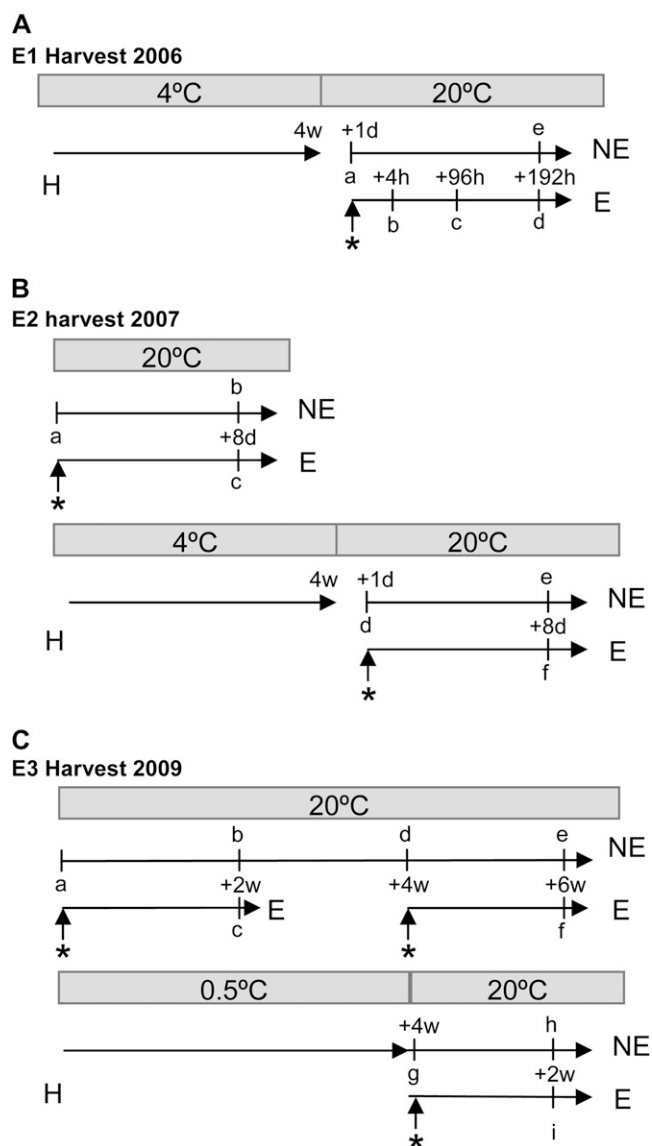 A
E1 Harvest 2006
4ºC 20ºC
4w +1d e NE
H a +4h +96h +192h E
b c d
*
B
E2 harvest 2007
20ºC
b NE
a +8d E
c
*
4ºC 20ºC
4w +1d e NE
H d +8d E
f
*
C
E3 Harvest 2009
20ºC
b d e NE
a +2w E +4w +6w E
c f
* *
0.5ºC 20ºC
+4w h NE
H g +2w E
i
*